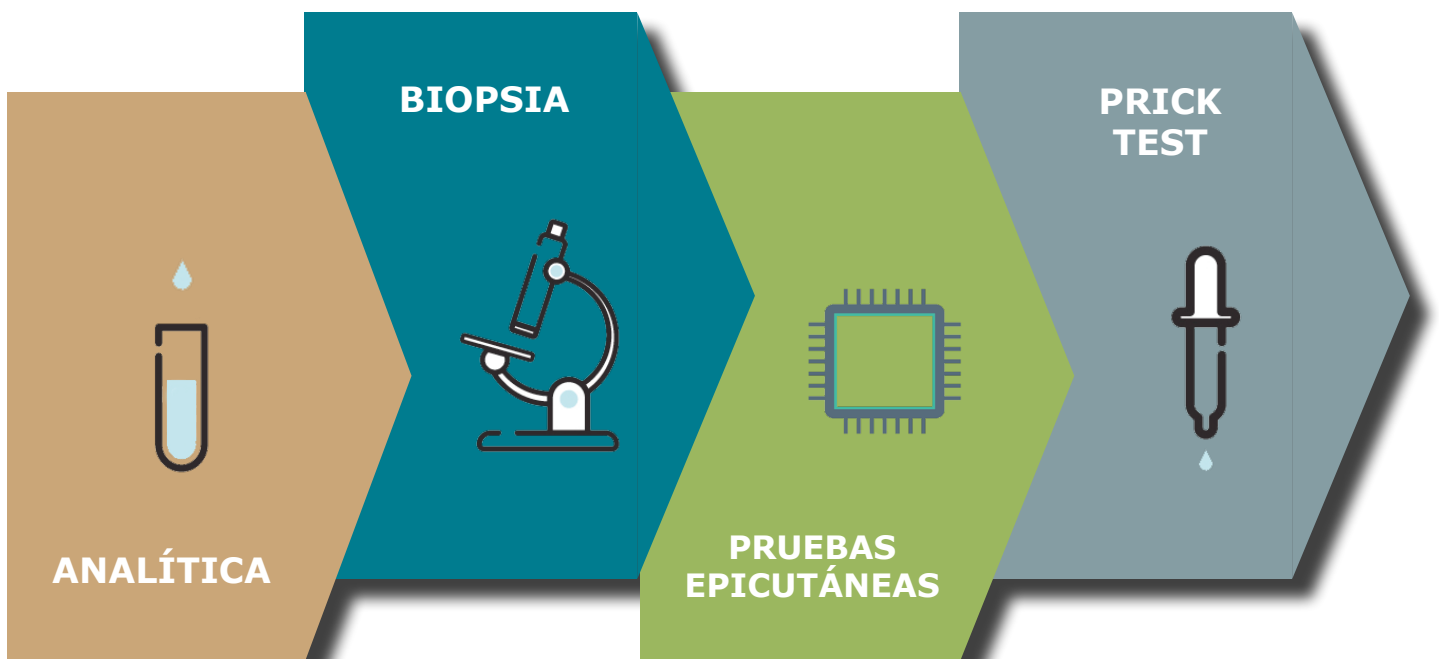 ANALÍTICA
BIOPSIA
PRUEBAS
EPICUTÁNEAS
PRICK
TEST